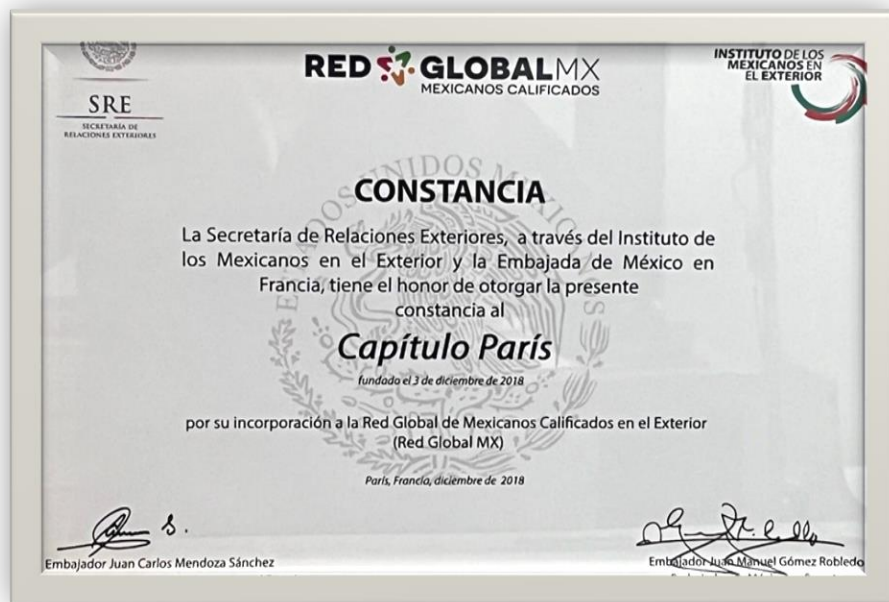 SRE
SECRETARÍA DE
RELACIONES EXTERIORES
RED GLOBALMX
MEXICANOS CALIFICADOS
INSTITUTO DE LOS
MEXICANOS EN
EL EXTERIOR
ESTADOS UNIDOS MEXICANOS
CONSTANCIA
La Secretaría de Relaciones Exteriores, a través del Instituto de
los Mexicanos en el Exterior y la Embajada de México en
Francia, tiene el honor de otorgar la presente
constancia al
Capítulo París
fundado el 3 de diciembre de 2018
por su incorporación a la Red Global de Mexicanos Calificados en el Exterior
(Red Global MX)
París, Francia, diciembre de 2018
Embajador Juan Carlos Mendoza Sánchez
Embajador Juan Manuel Gómez Robledo